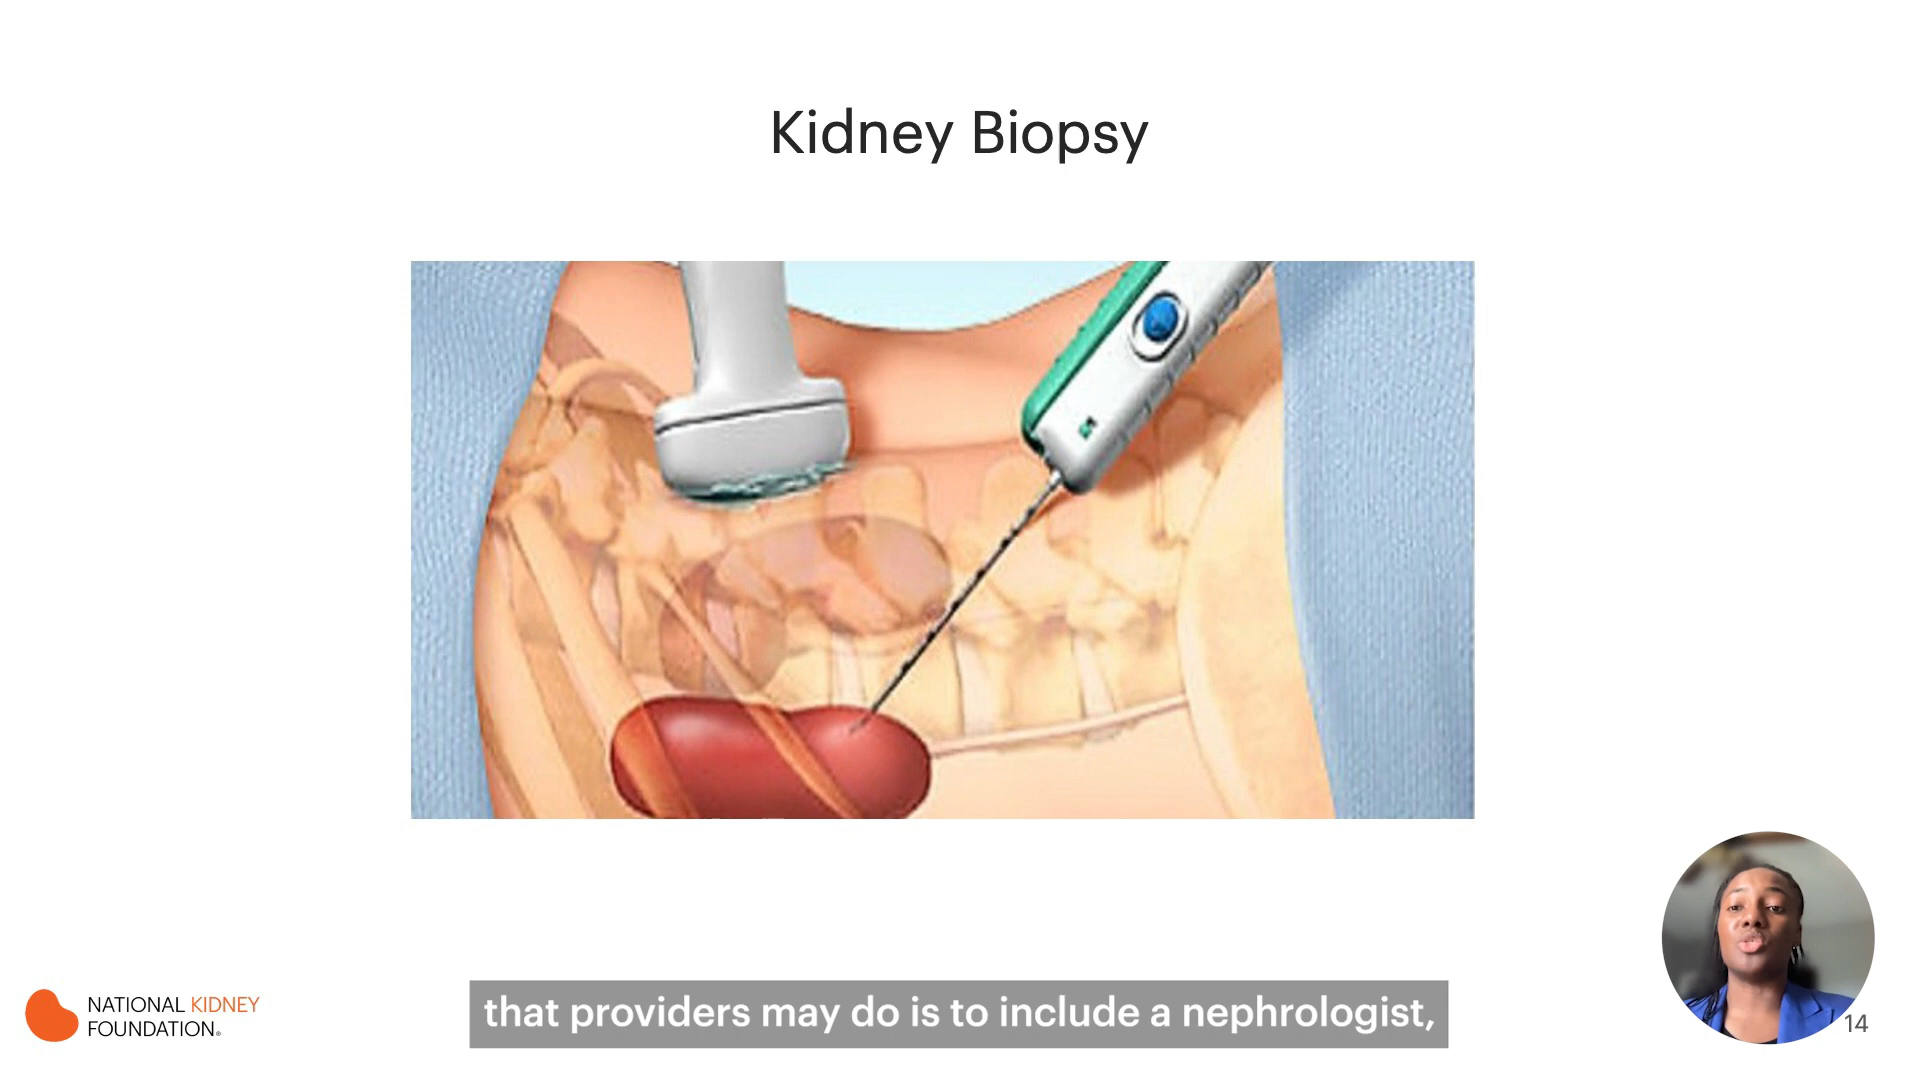 Kidney Biopsy
NATIONAL KIDNEY
FOUNDATION®
that providers may do is to include a nephrologist,
14